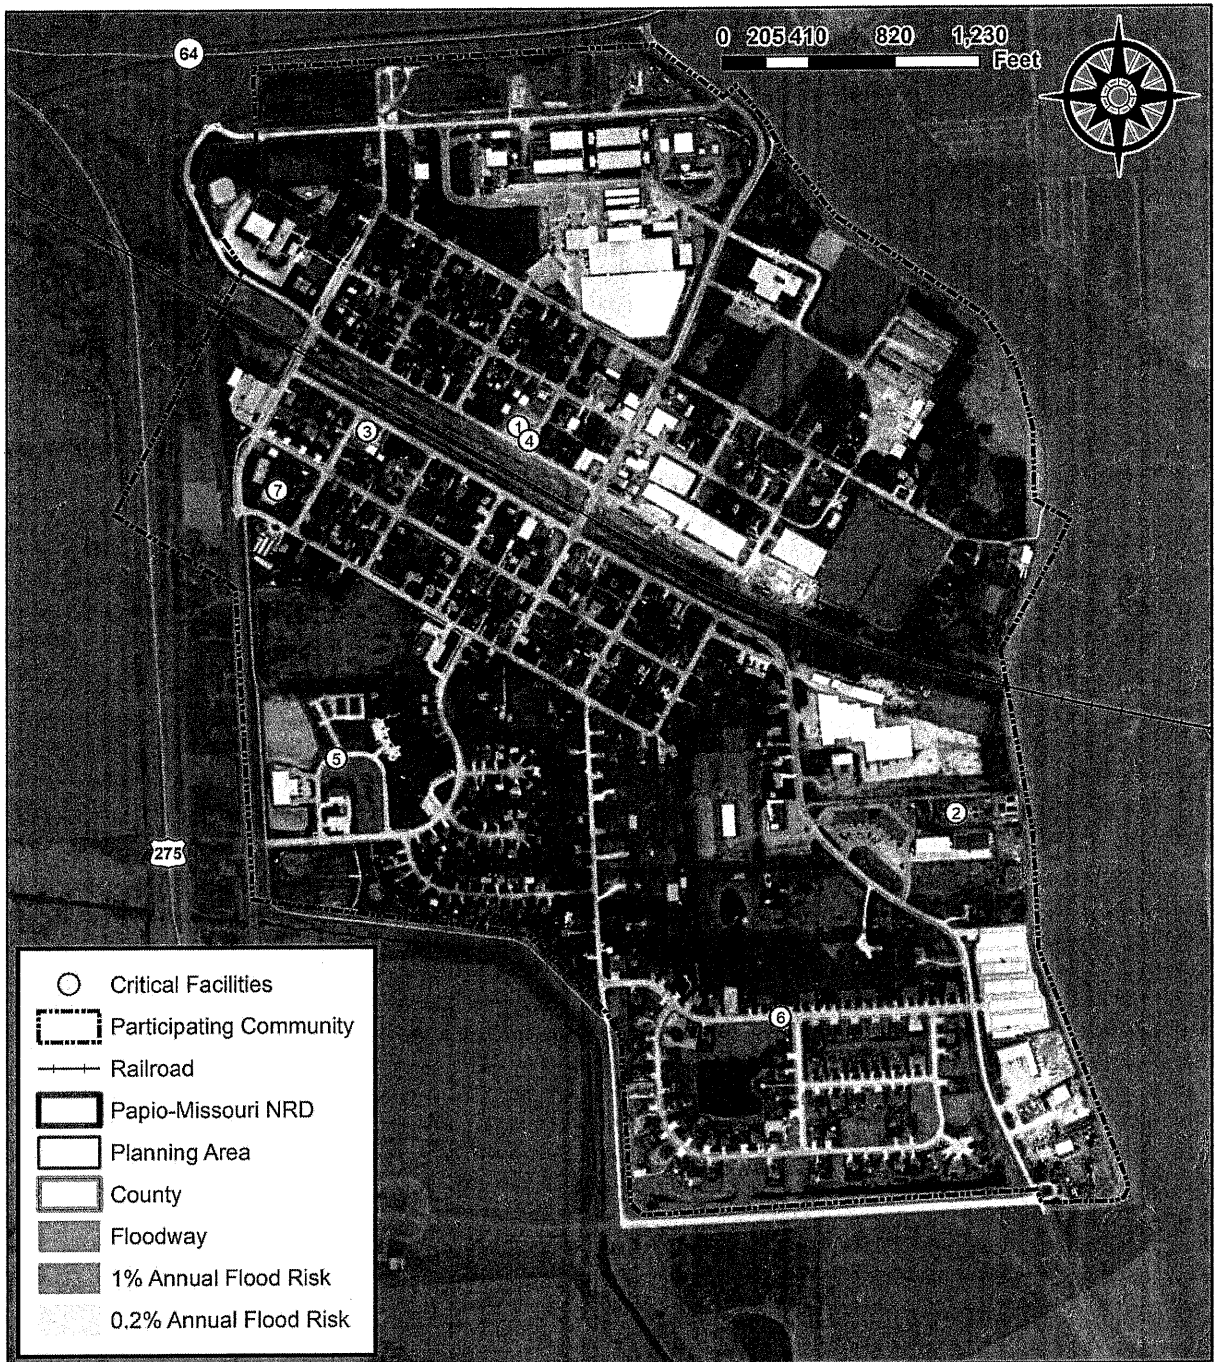 0 205 410 820 1,230
Feet
64
1
4
3
7
5
2
275
6
Critical Facilities
Participating Community
Railroad
Papio-Missouri NRD
Planning Area
County
Floodway
1% Annual Flood Risk
0.2% Annual Flood Risk